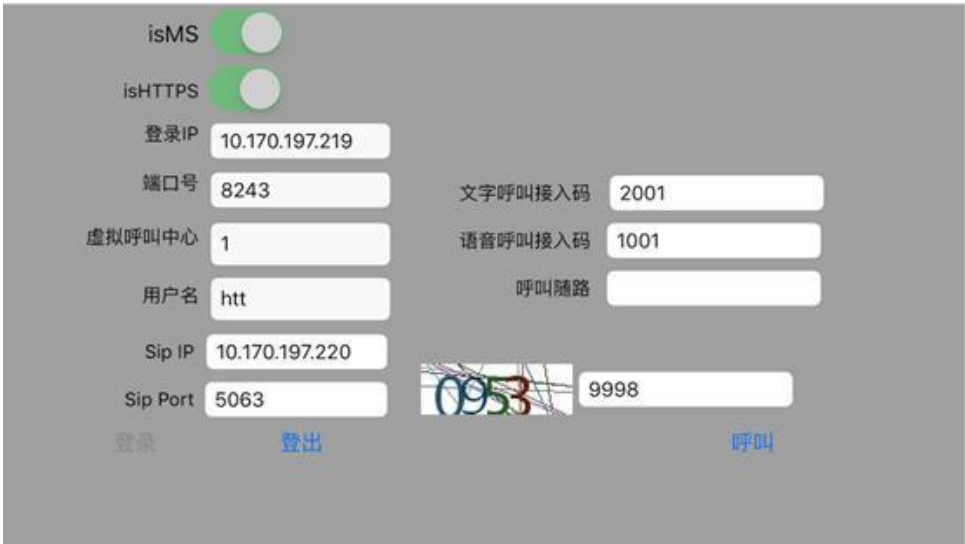 isMS
isHTTPS
登录IP 10.170.197.219
端口号 8243
虚拟呼叫中心 1
用户名 htt
Sip IP 10.170.197.220
Sip Port 5063
登录 登出
文字呼叫接入码 2001
语音呼叫接入码 1001
呼叫随路
0953 9998
呼叫